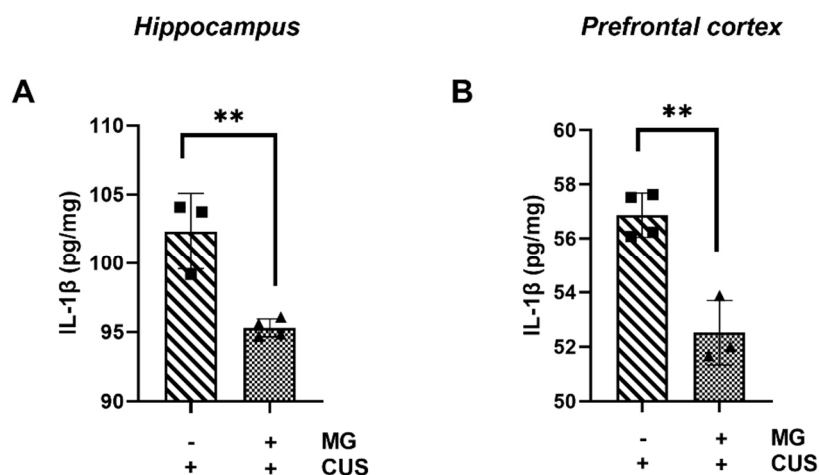 Hippocampus
Prefrontal cortex
A
B
**
**
110
105
100
95
90
IL-1β (pg/mg)
60
58
56
54
52
50
IL-1β (pg/mg)
- + MG
+ + CUS
- + MG
+ + CUS